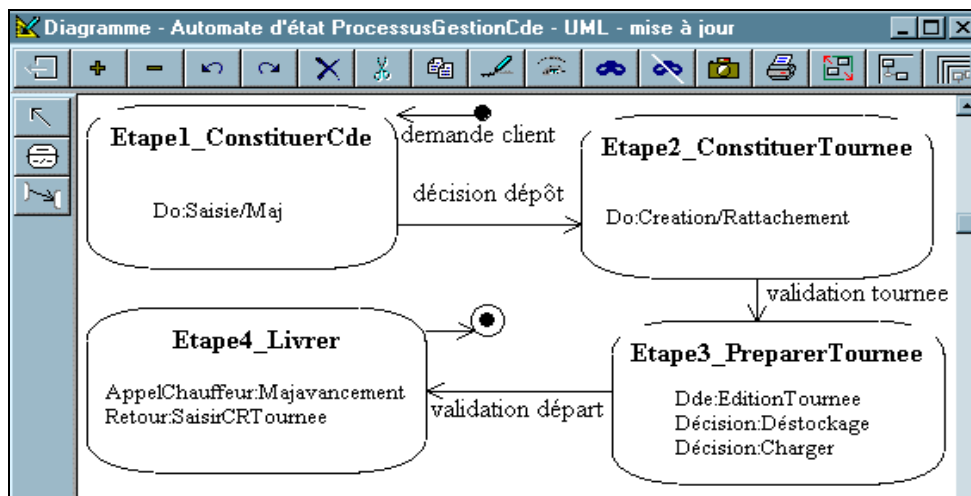 Diagramme - Automate d'état ProcessusGestionCde - UML - mise à jour
Etape1_ConstituerCde
Do:Saisie/Maj
demande client
décision dépôt
Etape2_ConstituerTournee
Do:Creation/Rattachement
validation tournee
Etape3_PreparerTournee
Dde:EditionTournee
Décision:Déstockage
Décision:Charger
validation départ
Etape4_Livrer
AppelChauffeur:Majavancement
Retour:SaisirCRTournee